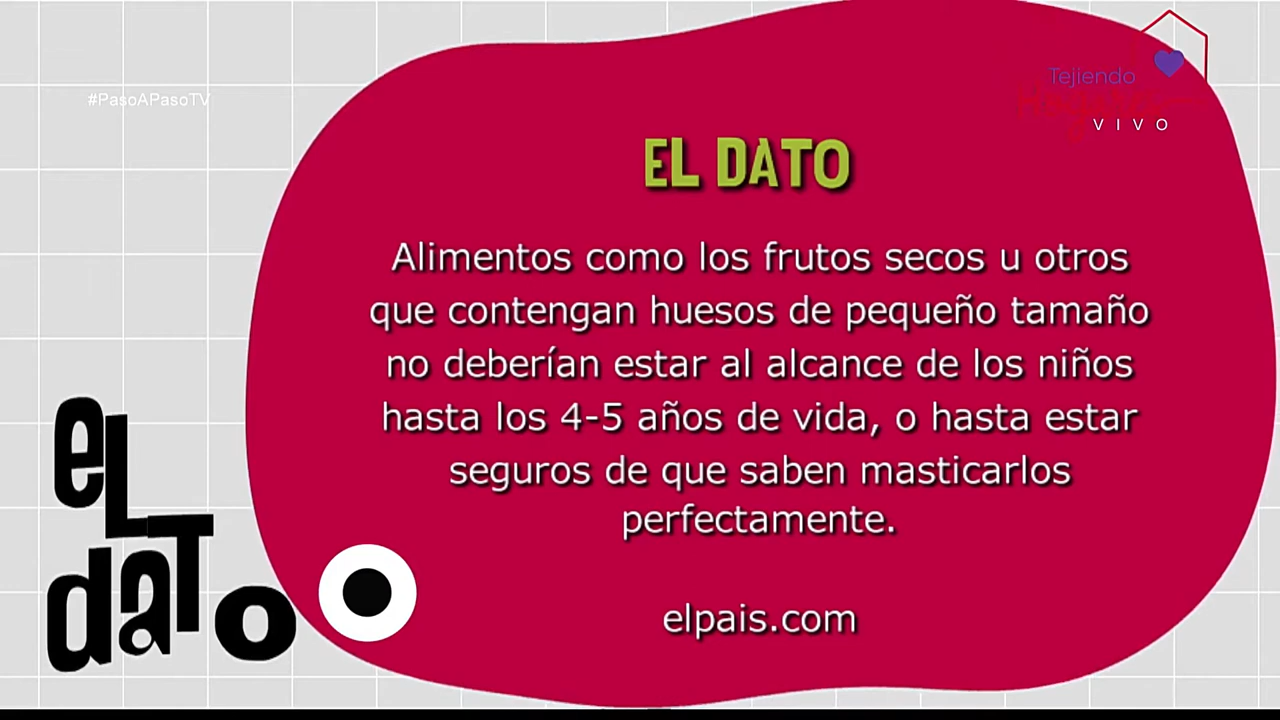 #PasoAPasoTV
Tejiendo
Hogares
VIVO
EL DATO
Alimentos como los frutos secos u otros
que contengan huesos de pequeño tamaño
no deberían estar al alcance de los niños
hasta los 4-5 años de vida, o hasta estar
seguros de que saben masticarlos
perfectamente.
elpais.com
eL
daTo